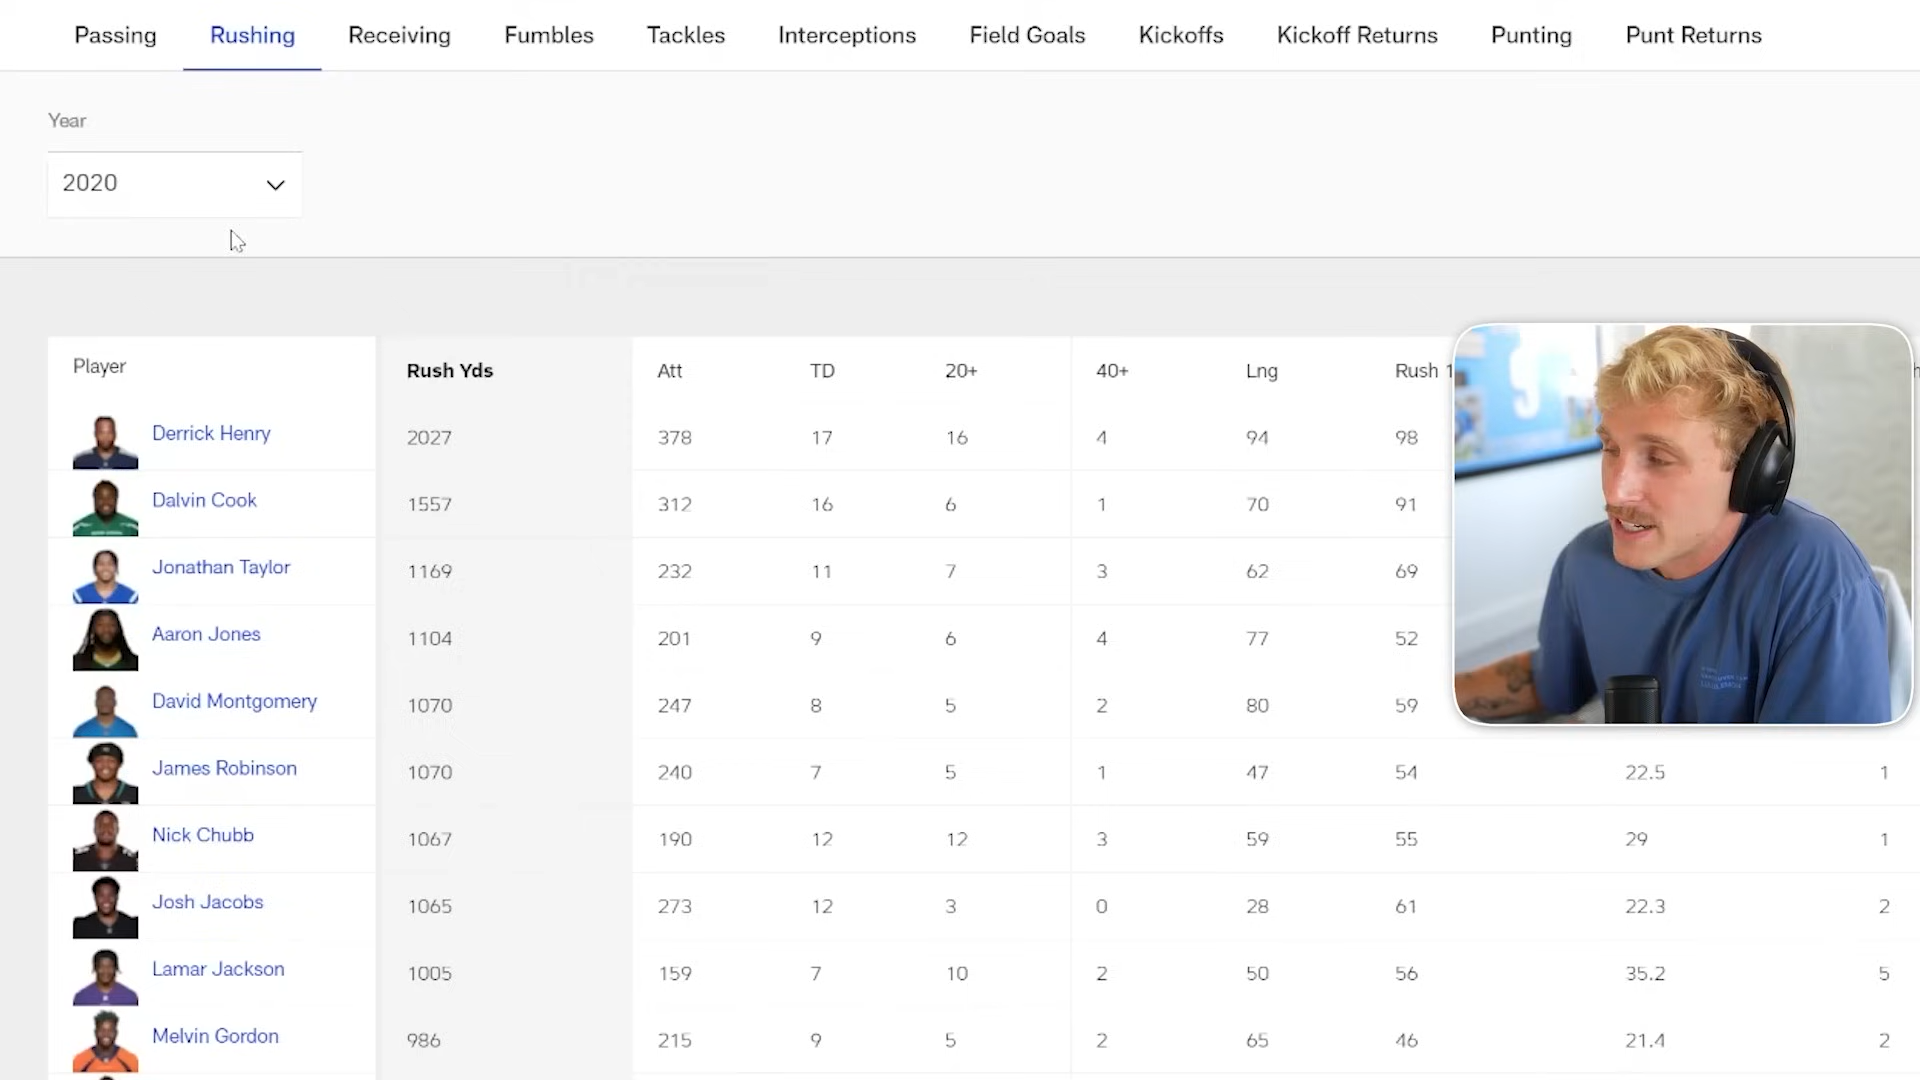 Passing Rushing Receiving Fumbles Tackles Interceptions Field Goals Kickoffs Kickoff Returns Punting Punt Returns
Year
2020
Player Rush Yds Att TD 20+ 40+ Lng Rush
Derrick Henry 2027 378 17 16 4 94 98
Dalvin Cook 1557 312 16 6 1 70 91
Jonathan Taylor 1169 232 11 7 3 62 69
Aaron Jones 1104 201 9 6 4 77 52
David Montgomery 1070 247 8 5 2 80 59
James Robinson 1070 240 7 5 1 47 54 22.5 1
Nick Chubb 1067 190 12 12 3 59 55 29 1
Josh Jacobs 1065 273 12 3 0 28 61 22.3 2
Lamar Jackson 1005 159 7 10 2 50 56 35.2 5
Melvin Gordon 986 215 9 5 2 65 46 21.4 2